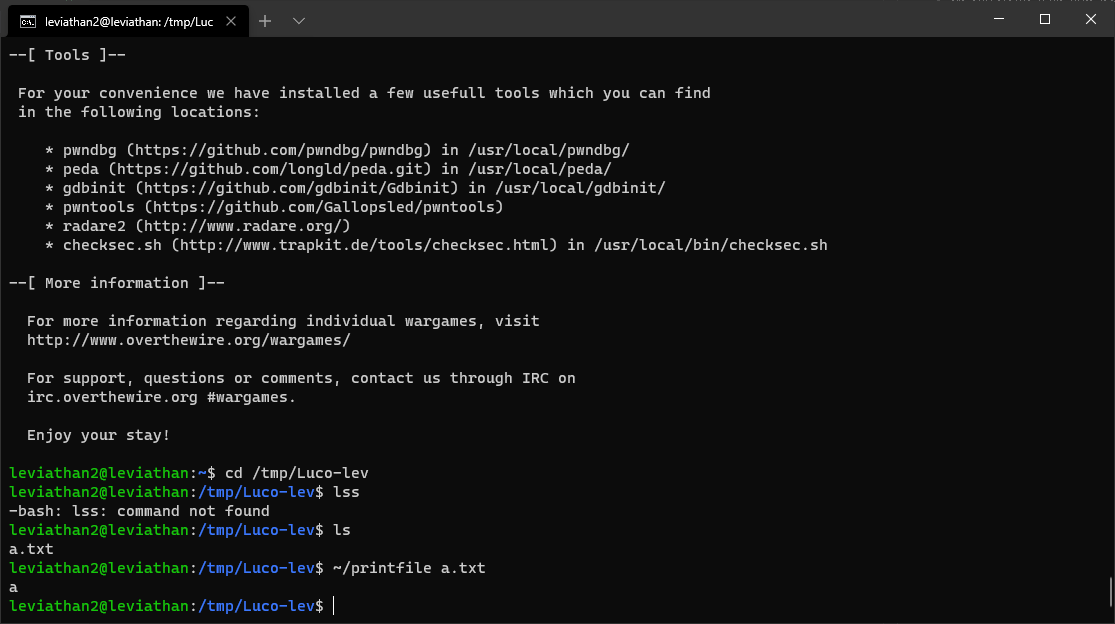 leviathan2@leviathan: /tmp/Luc
--[ Tools ]--
For your convenience we have installed a few usefull tools which you can find
in the following locations:
* pwndbg (https://github.com/pwndbg/pwndbg) in /usr/local/pwndbg/
* peda (https://github.com/longld/peda.git) in /usr/local/peda/
* gdbinit (https://github.com/gdbinit/Gdbinit) in /usr/local/gdbinit/
* pwntools (https://github.com/Gallopsled/pwntools)
* radare2 (http://www.radare.org/)
* checksec.sh (http://www.trapkit.de/tools/checksec.html) in /usr/local/bin/checksec.sh
--[ More information ]--
For more information regarding individual wargames, visit
http://www.overthewire.org/wargames/
For support, questions or comments, contact us through IRC on
irc.overthewire.org #wargames.
Enjoy your stay!
leviathan2@leviathan:~$ cd /tmp/Luco-lev
leviathan2@leviathan:/tmp/Luco-lev$ lss
-bash: lss: command not found
leviathan2@leviathan:/tmp/Luco-lev$ ls
a.txt
leviathan2@leviathan:/tmp/Luco-lev$ ~/printfile a.txt
a
leviathan2@leviathan:/tmp/Luco-lev$